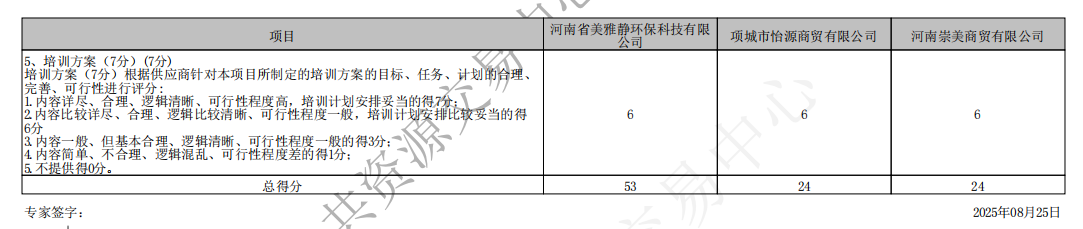 项目
河南省美雅静环保科技有限
公司
项城市怡源商贸有限公司
河南崇美商贸有限公司
5、培训方案（7分）(7分)
培训方案（7分）根据供应商针对本项目所制定的培训方案的目标、任务、计划的合理、
完善、可行性进行评分:
1.内容详尽、合理、逻辑清晰、可行性程度高，培训计划安排妥当的得7分；
2.内容比较详尽、合理、逻辑比较清晰、可行性程度一般，培训计划安排比较妥当的得
6分
3.内容一般、但基本合理、逻辑清晰、可行性程度一般的得3分；
4.内容简单、不合理、逻辑混乱、可行性程度差的得1分；
5.不提供得0分。
6
6
6
总得分
53
24
24
专家签字：
2025年08月25日
共资源交易中心
易中心